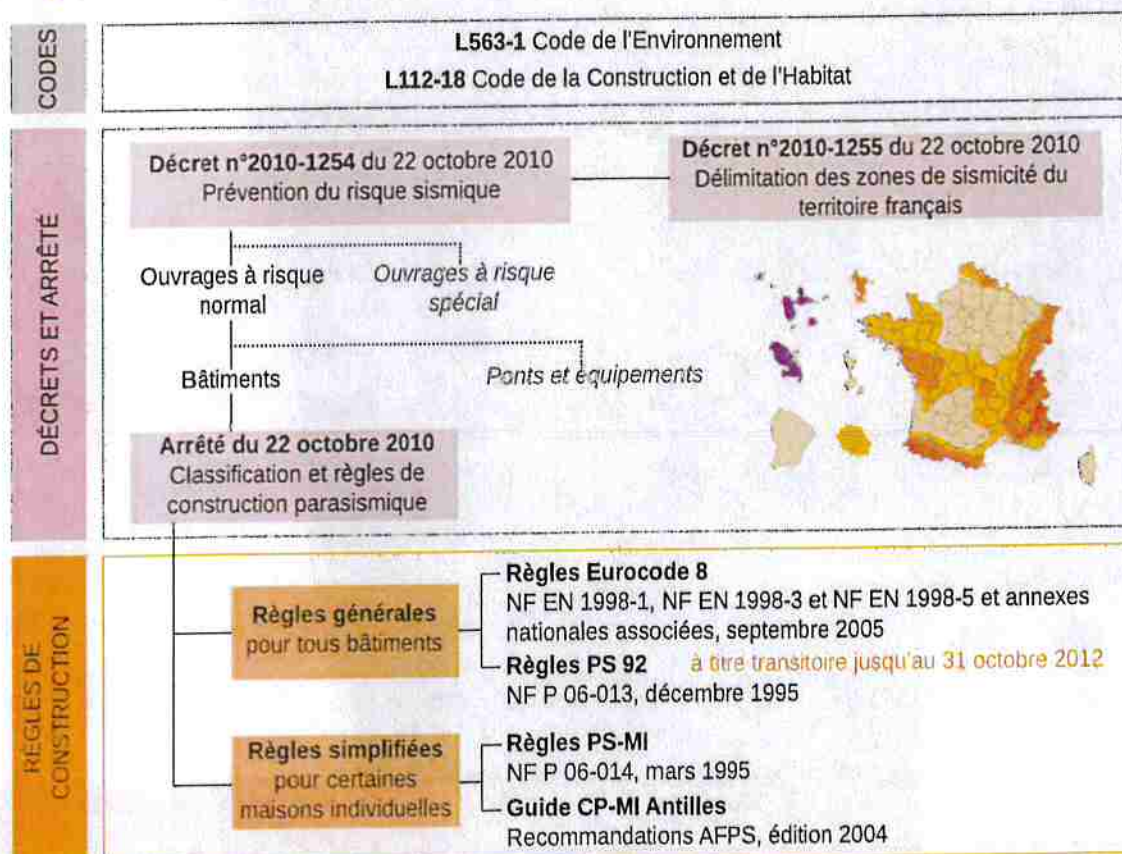 CODES
L563-1 Code de l'Environnement
L112-18 Code de la Construction et de l'Habitat
DÉCRETS ET ARRÊTÉ
Décret n°2010-1254 du 22 octobre 2010
Prévention du risque sismique
Décret n°2010-1255 du 22 octobre 2010
Délimitation des zones de sismicité du
territoire français
Ouvrages à risque
normal
Ouvrages à risque
spécial
Bâtiments
Ponts et équipements
Arrêté du 22 octobre 2010
Classification et règles de
construction parasismique
RÈGLES DE
CONSTRUCTION
Règles générales
pour tous bâtiments
Règles Eurocode 8
NF EN 1998-1, NF EN 1998-3 et NF EN 1998-5 et annexes
nationales associées, septembre 2005
Règles PS 92 à titre transitoire jusqu'au 31 octobre 2012
NF P 06-013, décembre 1995
Règles simplifiées
pour certaines
maisons individuelles
Règles PS-MI
NF P 06-014, mars 1995
Guide CP-MI Antilles
Recommandations AFPS, édition 2004